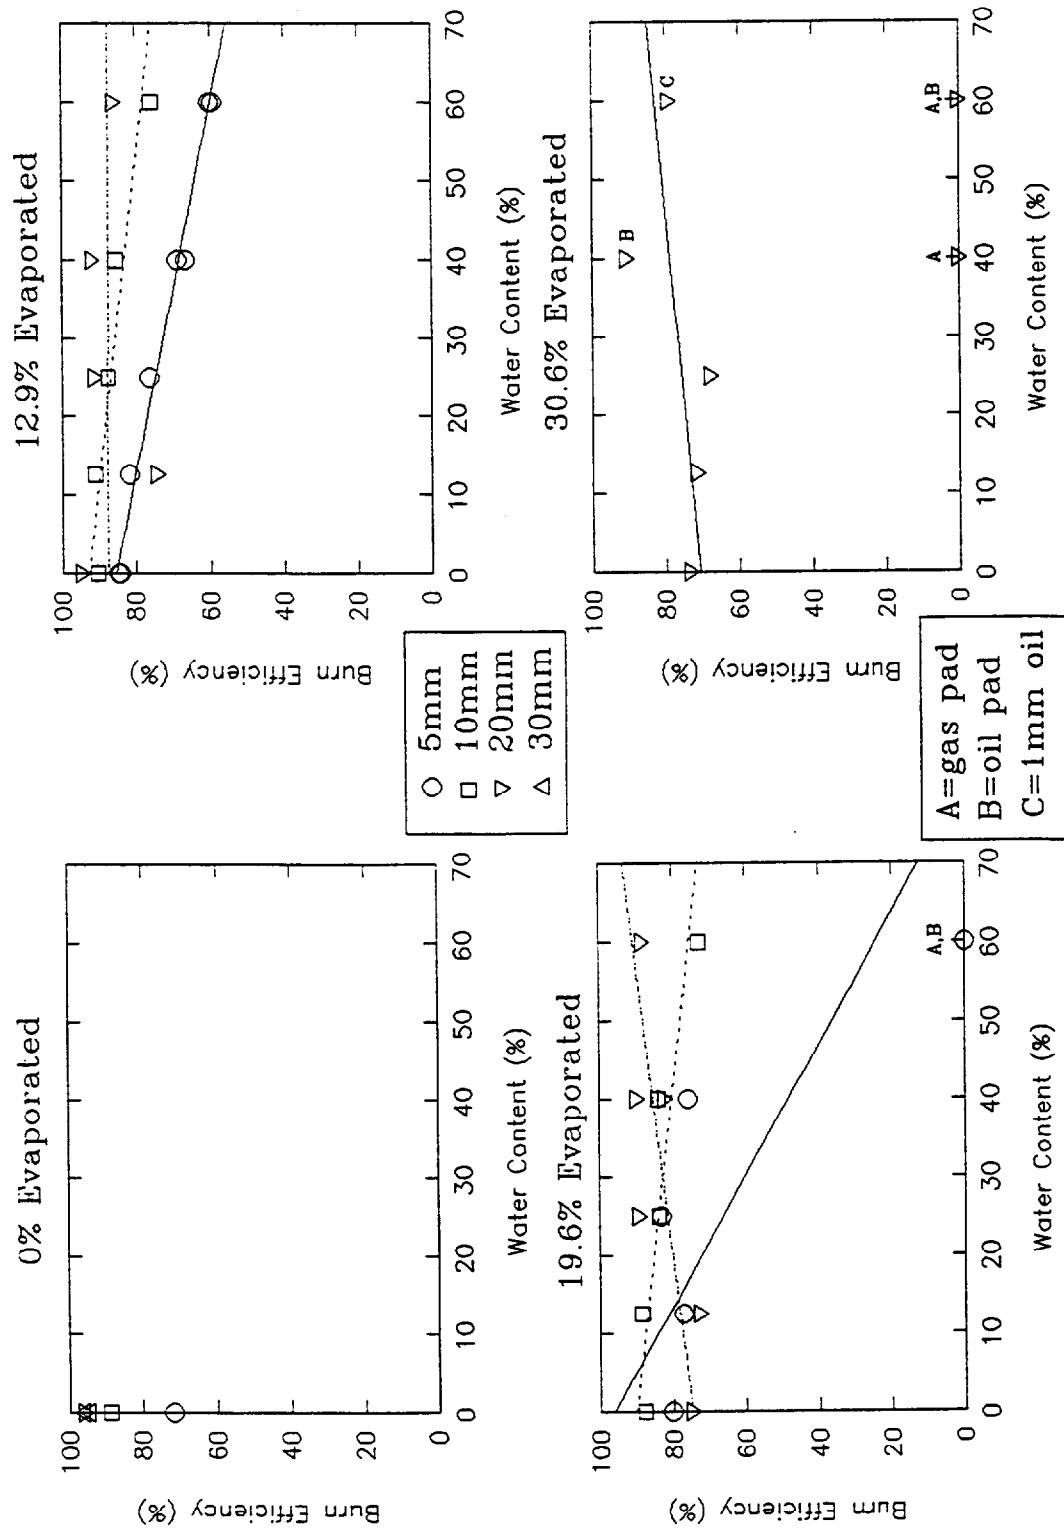 0% Evaporated
100
80
60
40
20
0
Burn Efficiency (%)
0
10
20
30
40
50
60
70
Water Content (%)
12.9% Evaporated
100
80
60
40
20
0
Burn Efficiency (%)
0
10
20
30
40
50
60
70
Water Content (%)
5mm
10mm
20mm
30mm
19.6% Evaporated
100
80
60
40
20
0
Burn Efficiency (%)
A,B
0
10
20
30
40
50
60
70
Water Content (%)
30.6% Evaporated
100
80
60
40
20
0
Burn Efficiency (%)
B
C
A
A,B
0
10
20
30
40
50
60
70
Water Content (%)
A=gas pad
B=oil pad
C=1mm oil